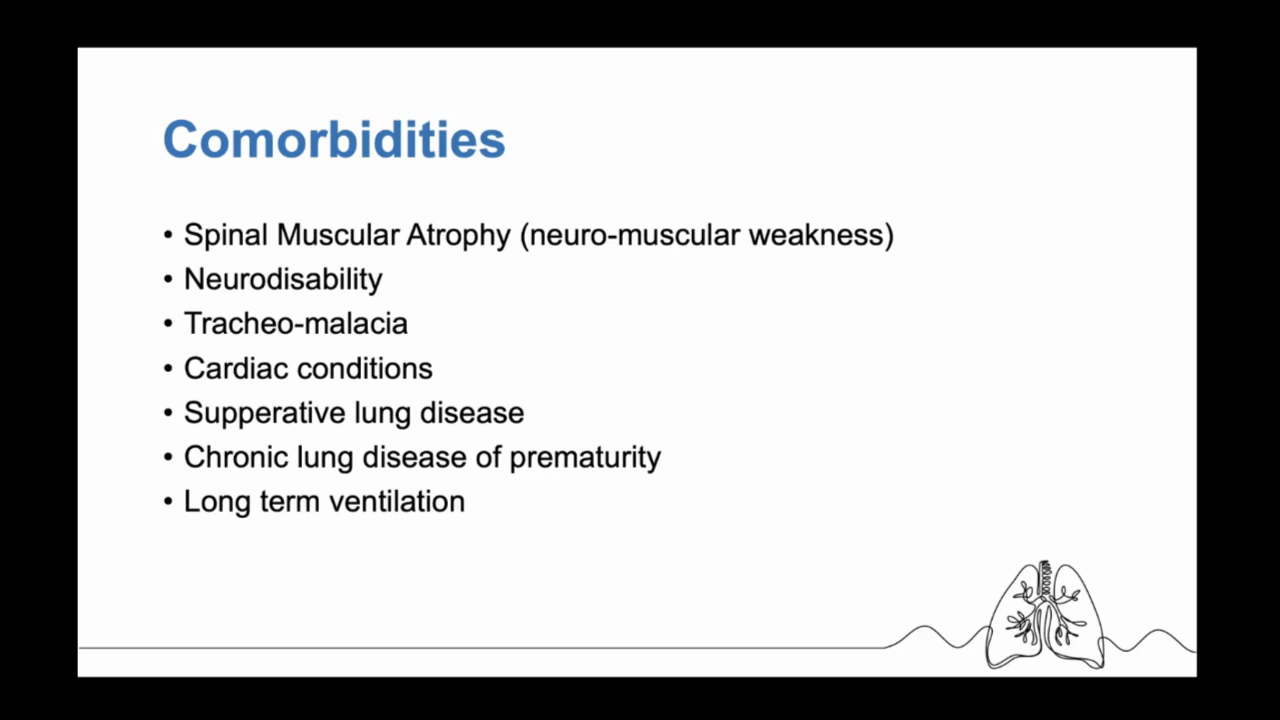 Comorbidities
• Spinal Muscular Atrophy (neuro-muscular weakness)
• Neurodisability
• Tracheo-malacia
• Cardiac conditions
• Supperative lung disease
• Chronic lung disease of prematurity
• Long term ventilation